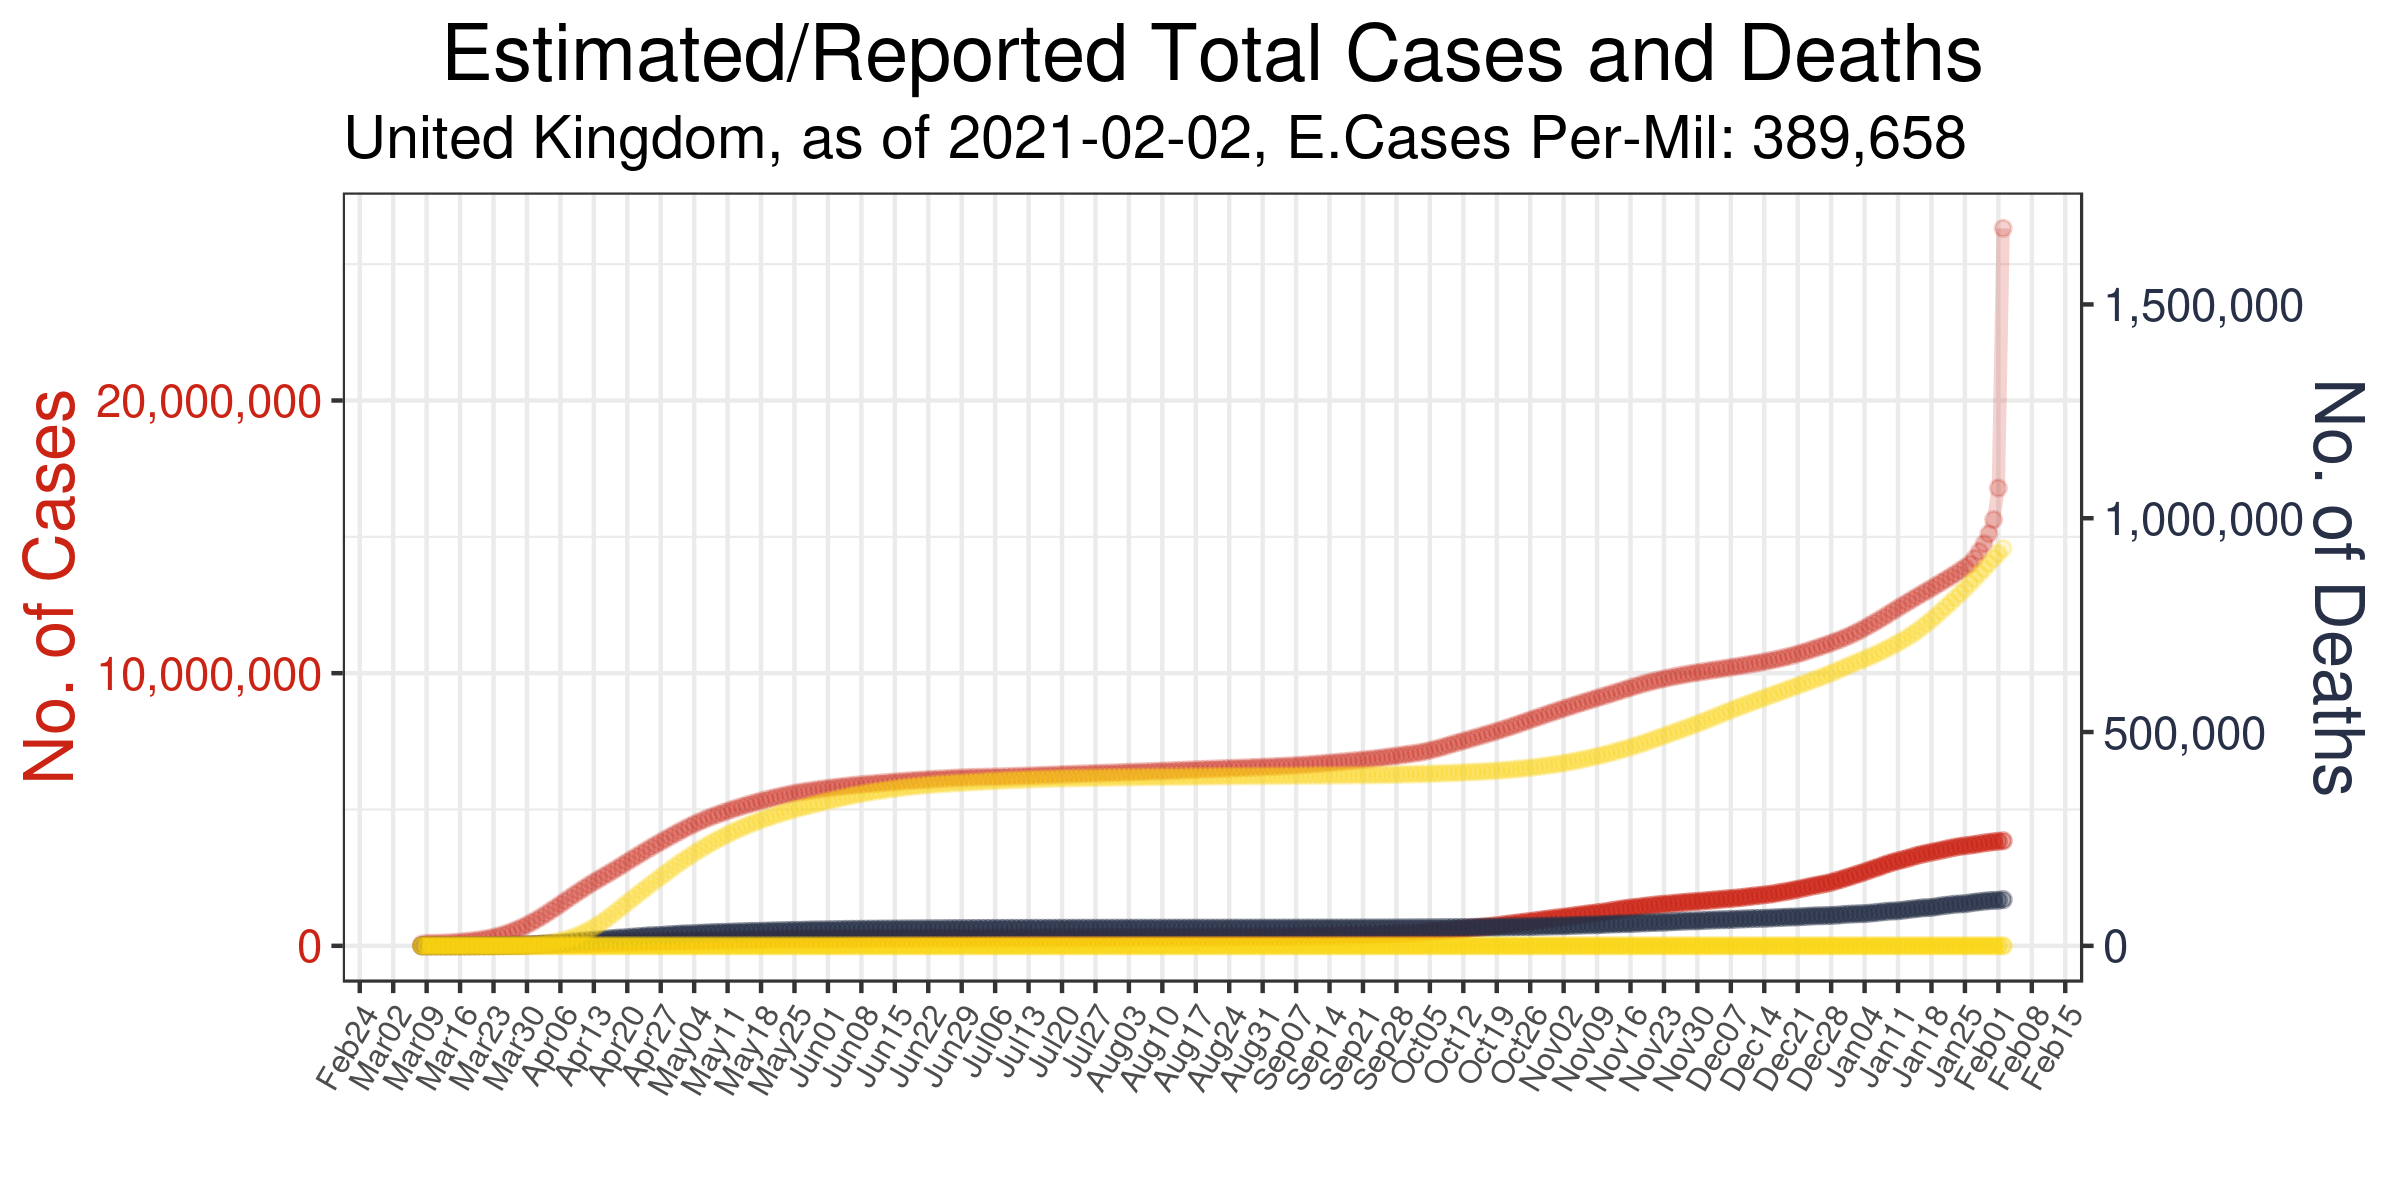 Estimated/Reported Total Cases and Deaths
United Kingdom, as of 2021-02-02, E.Cases Per-Mil: 389,658
No. of Cases
20,000,000
10,000,000
0
1,500,000
1,000,000
500,000
0
No. of Deaths
Feb24
Mar02
Mar09
Mar16
Mar23
Mar30
Apr06
Apr13
Apr20
Apr27
May04
May11
May18
May25
Jun01
Jun08
Jun15
Jun22
Jun29
Jul06
Jul13
Jul20
Jul27
Aug03
Aug10
Aug17
Aug24
Aug31
Sep07
Sep14
Sep21
Sep28
Oct05
Oct12
Oct19
Oct26
Nov02
Nov09
Nov16
Nov23
Nov30
Dec07
Dec14
Dec21
Dec28
Jan04
Jan11
Jan18
Jan25
Feb01
Feb08
Feb15